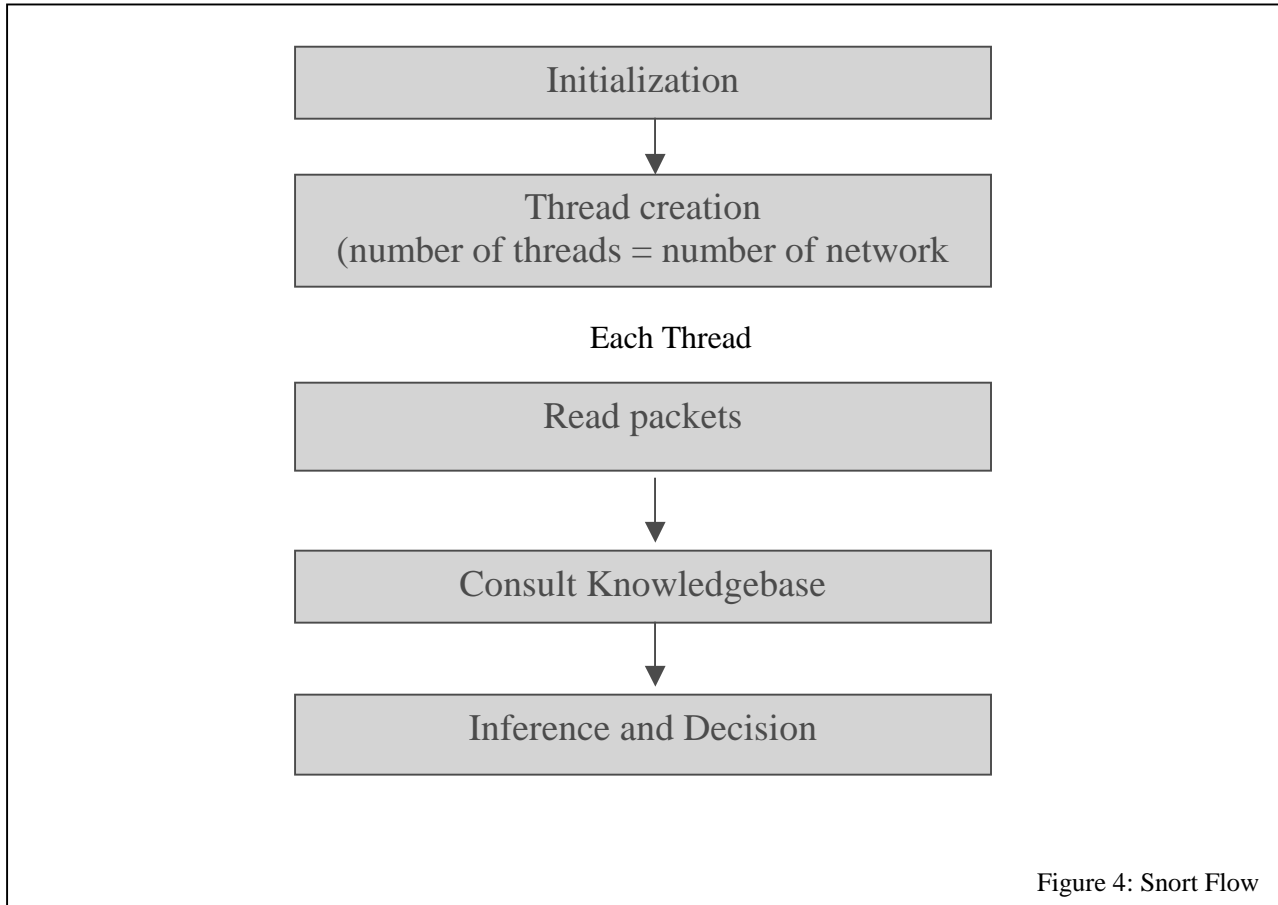 Initialization
Thread creation
(number of threads = number of network
Each Thread
Read packets
Consult Knowledgebase
Inference and Decision
Figure 4: Snort Flow